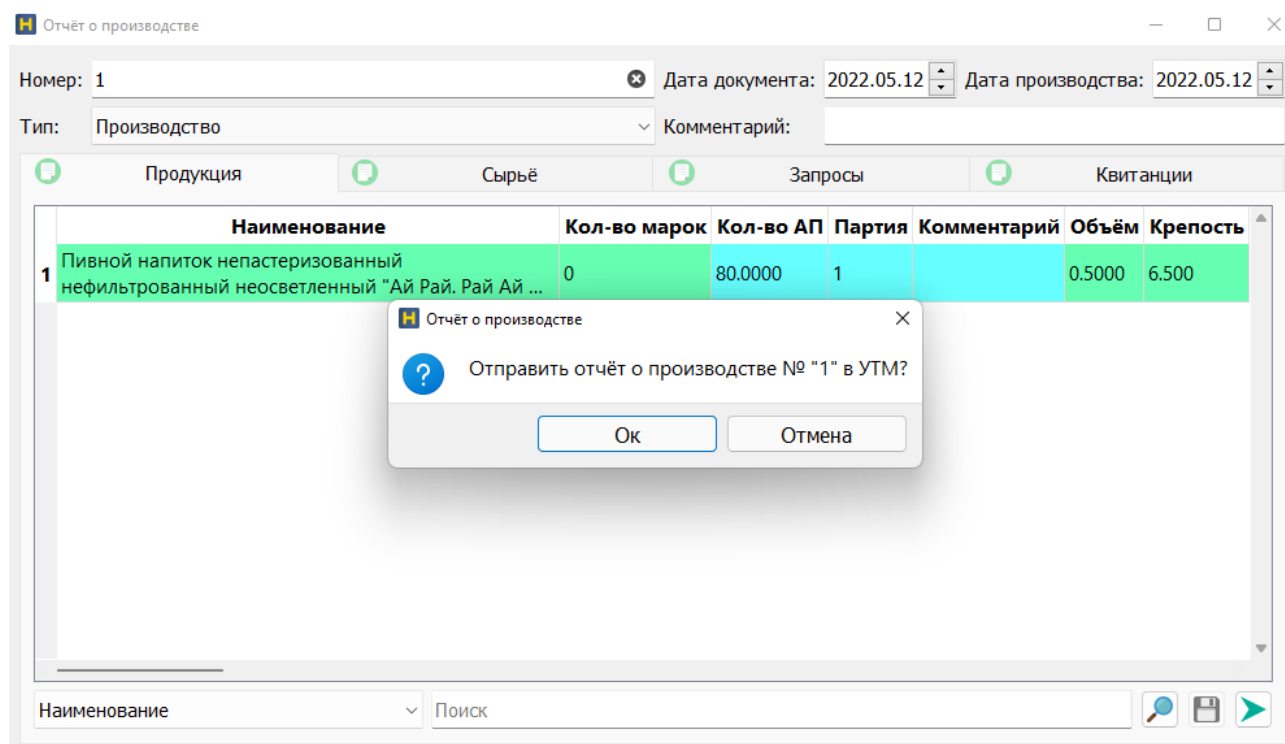 Отчёт о производстве
Номер: 1 Дата документа: 2022.05.12 Дата производства: 2022.05.12
Тип: Производство Комментарий:
Продукция Сырьё Запросы Квитанции
Наименование Кол-во марок Кол-во АП Партия Комментарий Объём Крепость
1 Пивной напиток непастеризованный
нефильтрованный неосветленный "Ай Рай. Рай Ай ... 0 80.0000 1 0.5000 6.500
Отчёт о производстве
Отправить отчёт о производстве № "1" в УТМ?
Ок Отмена
Наименование Поиск